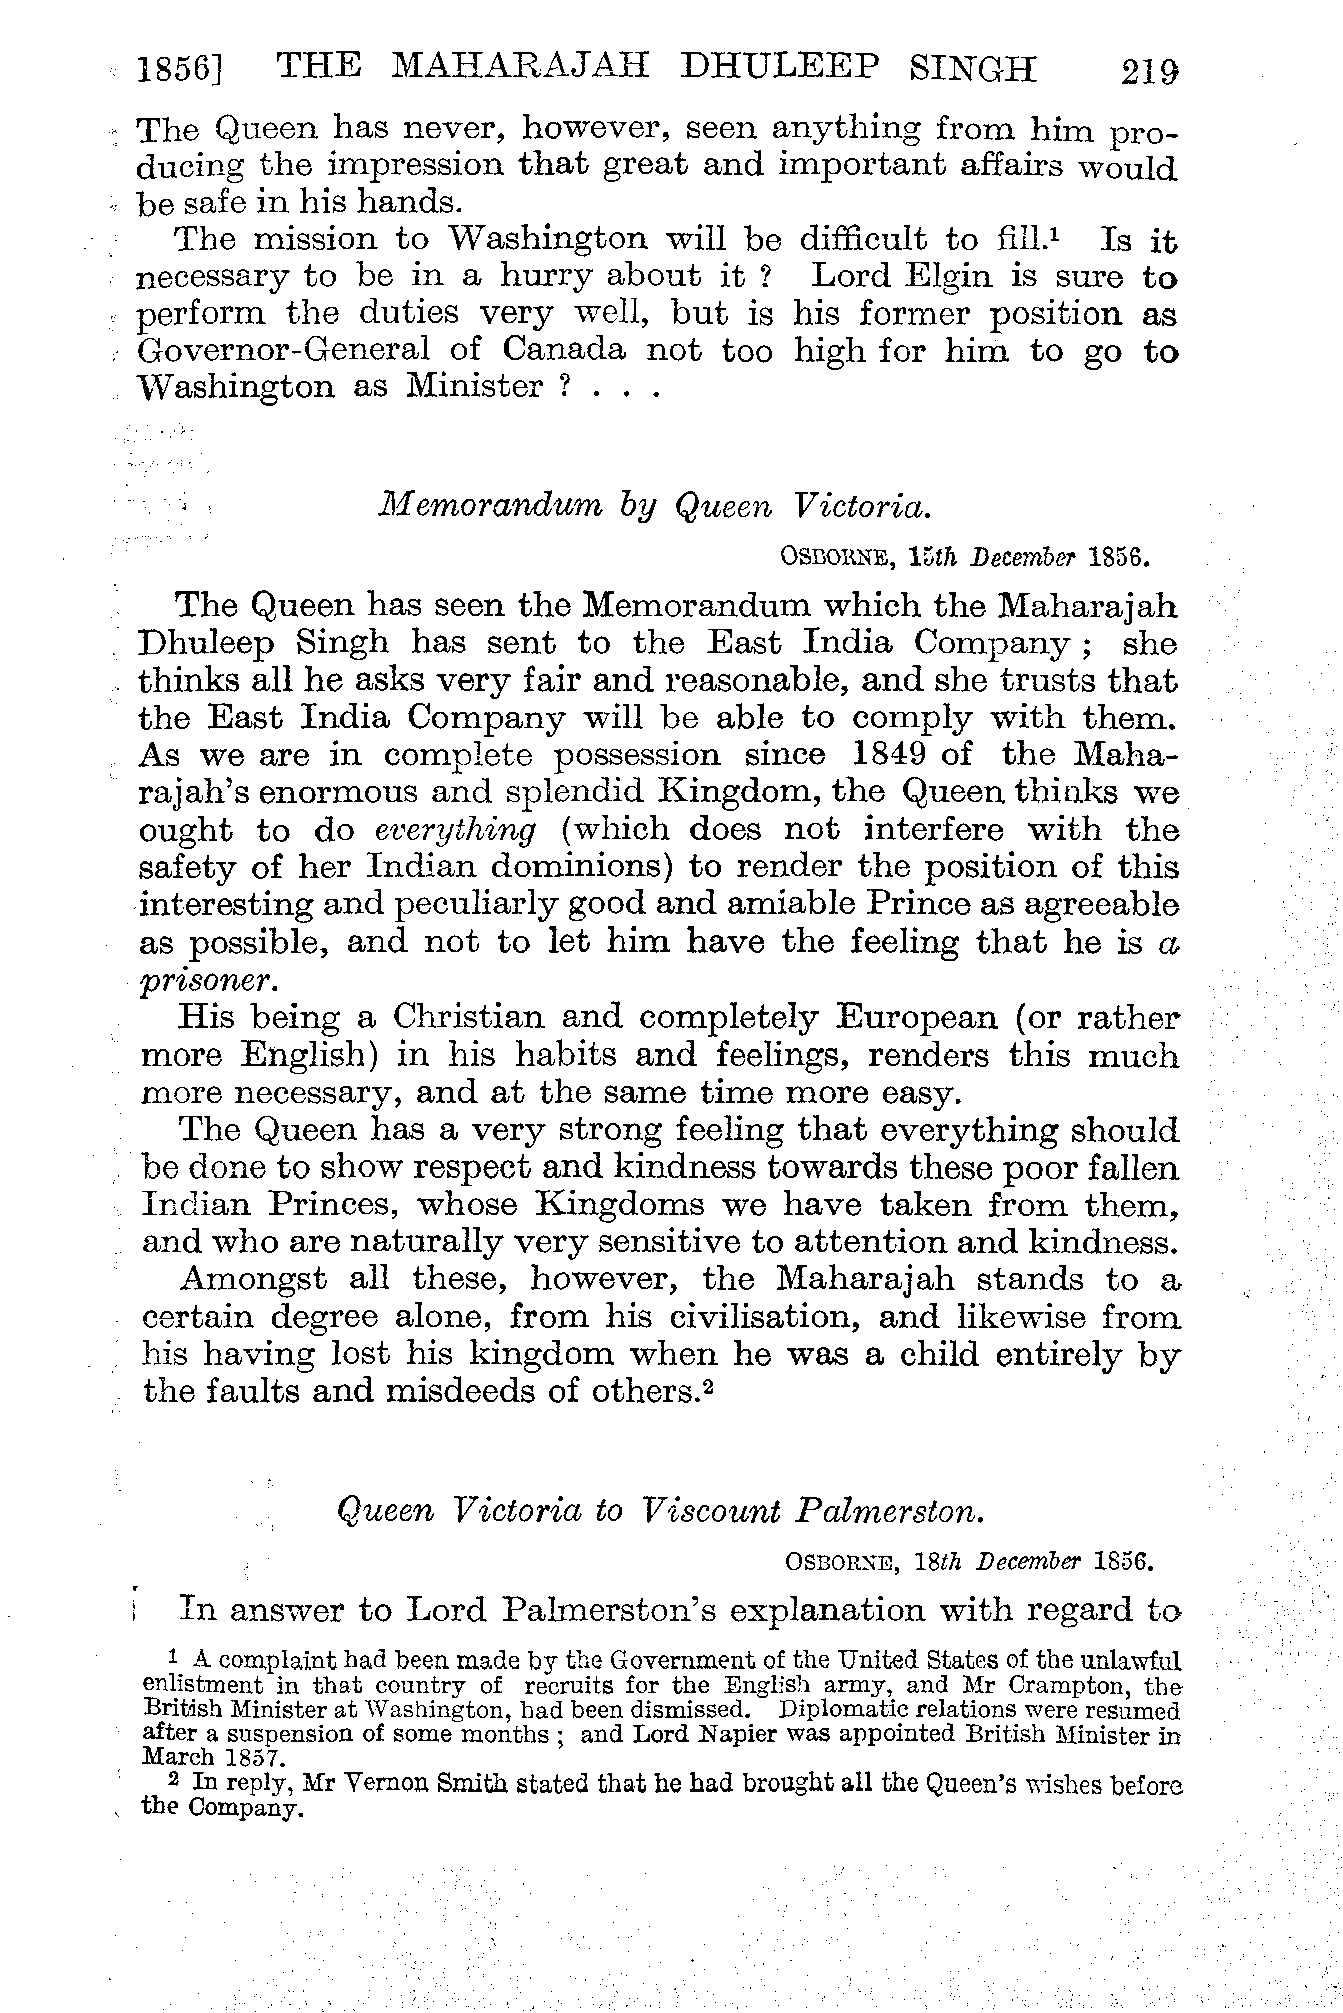 1856] THE MAHARAJAH DHULEEP SINGH 219
The Queen has never, however, seen anything from him pro-
ducing the impression that great and important affairs would
be safe in his hands.
The mission to Washington will be difficult to fill.¹ Is it
necessary to be in a hurry about it ? Lord Elgin is sure to
perform the duties very well, but is his former position as
Governor-General of Canada not too high for him to go to
Washington as Minister ? . . .
Memorandum by Queen Victoria.
OSBORNE, 15th December 1856.
The Queen has seen the Memorandum which the Maharajah
Dhuleep Singh has sent to the East India Company ; she
thinks all he asks very fair and reasonable, and she trusts that
the East India Company will be able to comply with them.
As we are in complete possession since 1849 of the Maha-
rajah's enormous and splendid Kingdom, the Queen thinks we
ought to do everything (which does not interfere with the
safety of her Indian dominions) to render the position of this
interesting and peculiarly good and amiable Prince as agreeable
as possible, and not to let him have the feeling that he is a
prisoner.
His being a Christian and completely European (or rather
more English) in his habits and feelings, renders this much
more necessary, and at the same time more easy.
The Queen has a very strong feeling that everything should
be done to show respect and kindness towards these poor fallen
Indian Princes, whose Kingdoms we have taken from them,
and who are naturally very sensitive to attention and kindness.
Amongst all these, however, the Maharajah stands to a
certain degree alone, from his civilisation, and likewise from
his having lost his kingdom when he was a child entirely by
the faults and misdeeds of others.²
Queen Victoria to Viscount Palmerston.
OSBORNE, 18th December 1856.
In answer to Lord Palmerston's explanation with regard to
1 A complaint had been made by the Government of the United States of the unlawful
enlistment in that country of recruits for the English army, and Mr Crampton, the
British Minister at Washington, had been dismissed. Diplomatic relations were resumed
after a suspension of some months ; and Lord Napier was appointed British Minister in
March 1857.
2 In reply, Mr Vernon Smith stated that he had brought all the Queen's wishes before
the Company.